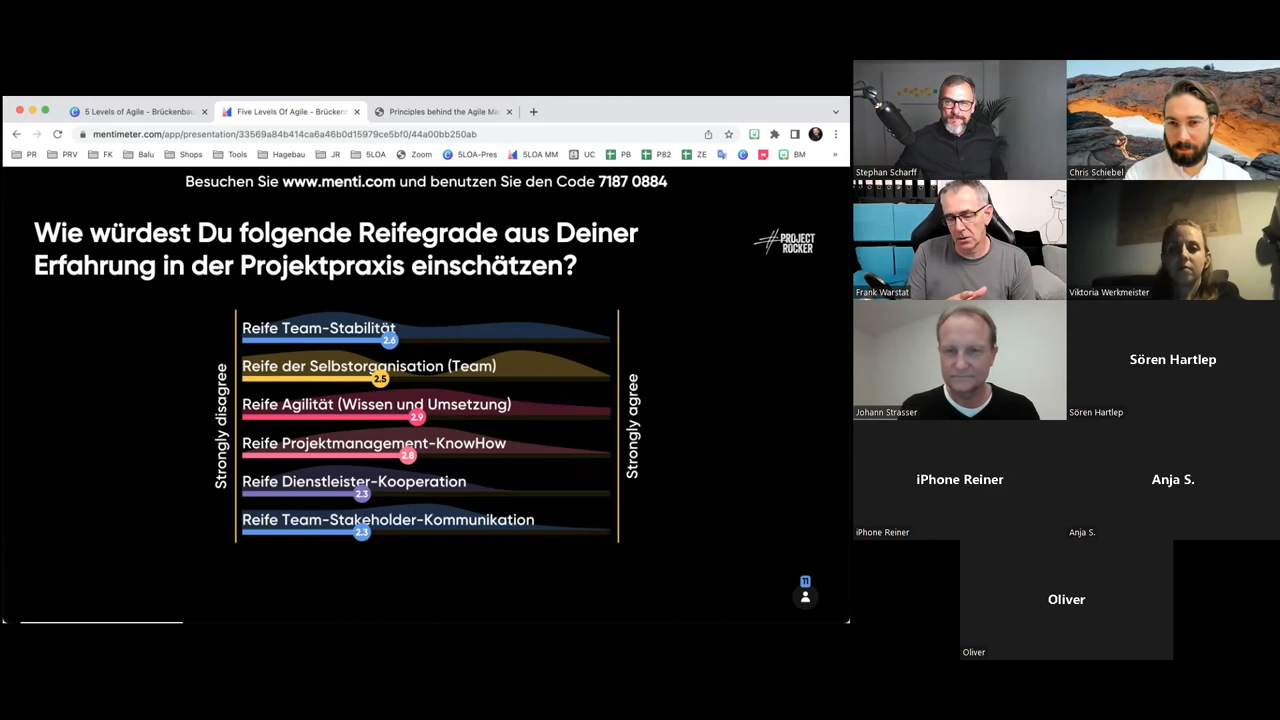 5 Levels of Agile - Brückenbau
Five Levels Of Agile - Brücken
Principles behind the Agile Ma
mentimeter.com/app/presentation/33569a84b414ca6a46b0d15979ce5bf0/44a00bb250ab
PR PRV FK Balu Shops Tools Hagebau JR 5LOA Zoom 5LOA-Pres 5LOA MM UC PB P82 ZE BM »
Besuchen Sie www.menti.com und benutzen Sie den Code 7187 0884
Wie würdest Du folgende Reifegrade aus Deiner
Erfahrung in der Projektpraxis einschätzen?
#PROJECT
ROCKER
Strongly disagree
Reife Team-Stabilität
2.6
Reife der Selbstorganisation (Team)
2.5
Reife Agilität (Wissen und Umsetzung)
2.9
Reife Projektmanagement-KnowHow
2.8
Reife Dienstleister-Kooperation
2.3
Reife Team-Stakeholder-Kommunikation
2.3
Strongly agree
11
Stephan Scharff
Chris Schiebel
Frank Warstat
Viktoria Werkmeister
Johann Strasser
Sören Hartlep
Sören Hartlep
iPhone Reiner
iPhone Reiner
Anja S.
Anja S.
Oliver
Oliver